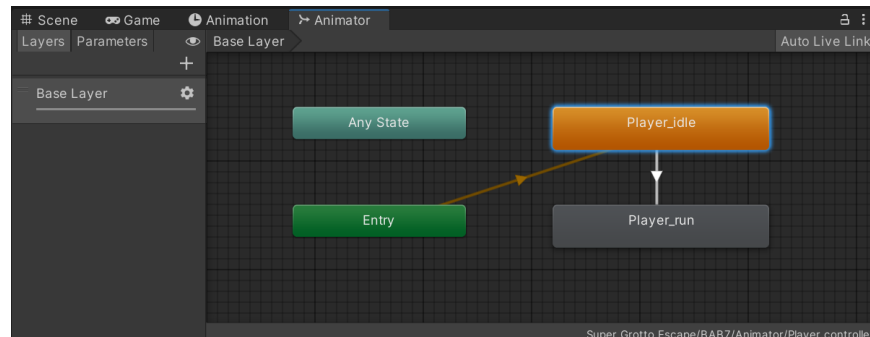 Scene Game Animation Animator
Layers Parameters Base Layer Auto Live Link
Base Layer
Any State Player_idle
Entry Player_run
Super Grotto Escape/BAB7/Animator/Player.controlle